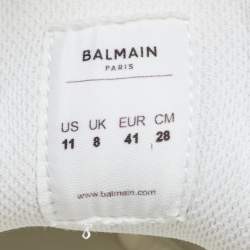 BALMAIN
PARIS
US UK EUR CM
11 8 41 28
www.balmain.com